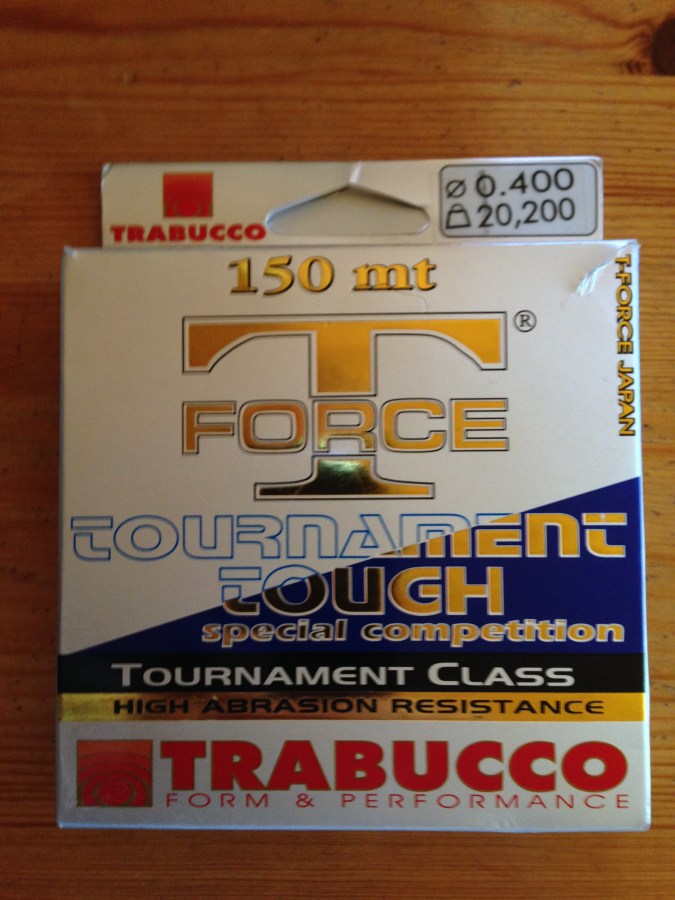 TRABUCCO
Ø 0.400
20,200
150 mt
T-FORCE JAPAN
T ®
FORCE
TOURNAMENT
TOUGH
special competition
TOURNAMENT CLASS
HIGH ABRASION RESISTANCE
TRABUCCO
FORM & PERFORMANCE